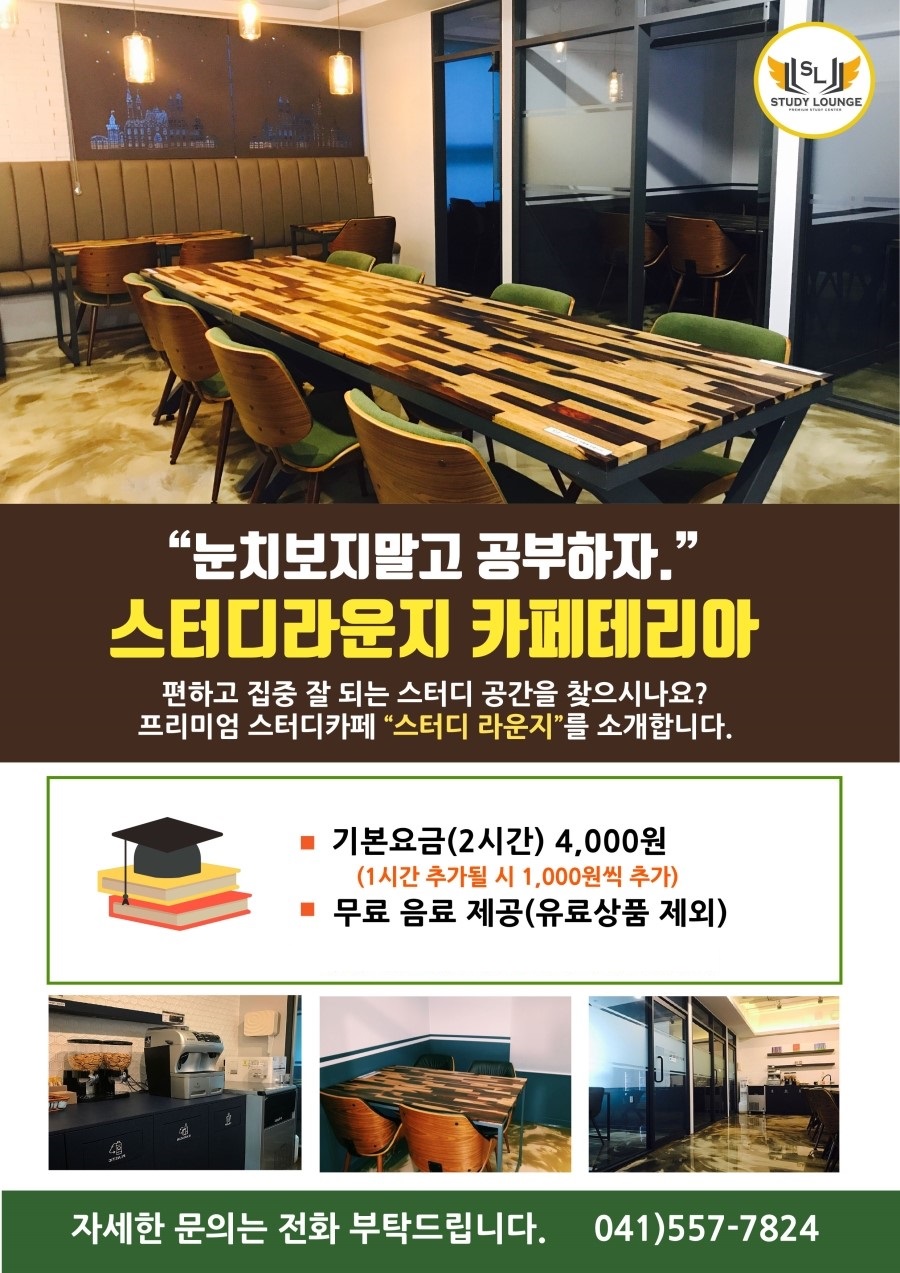 SL
STUDY LOUNGE
PREMIUM STUDY CENTER
“눈치보지말고 공부하자.”
스터디라운지 카페테리아
편하고 집중 잘 되는 스터디 공간을 찾으시나요?
프리미엄 스터디카페 “스터디 라운지”를 소개합니다.
기본요금(2시간) 4,000원
(1시간 추가될 시 1,000원씩 추가)
무료 음료 제공(유료상품 제외)
자세한 문의는 전화 부탁드립니다. 041)557-7824